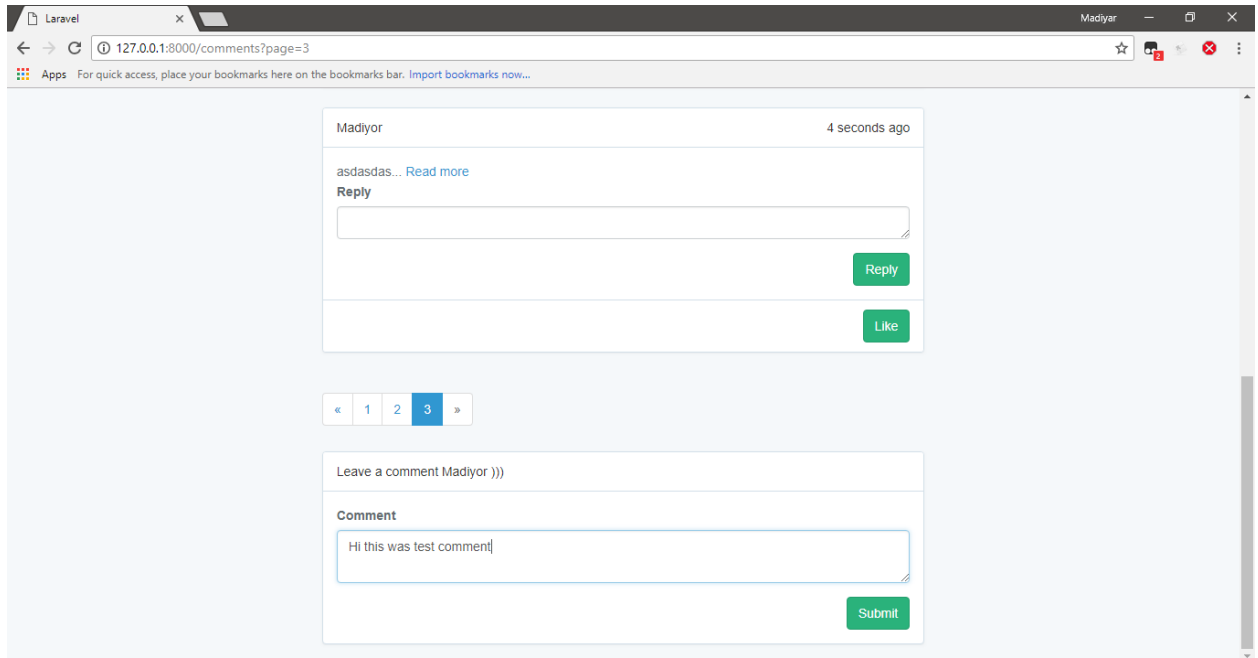 Laravel
Madiyar
127.0.0.1:8000/comments?page=3
2
Apps For quick access, place your bookmarks here on the bookmarks bar. Import bookmarks now...
Madiyor 4 seconds ago
asdasdas... Read more
Reply
Reply
Like
« 1 2 3 »
Leave a comment Madiyor )))
Comment
Hi this was test comment
Submit